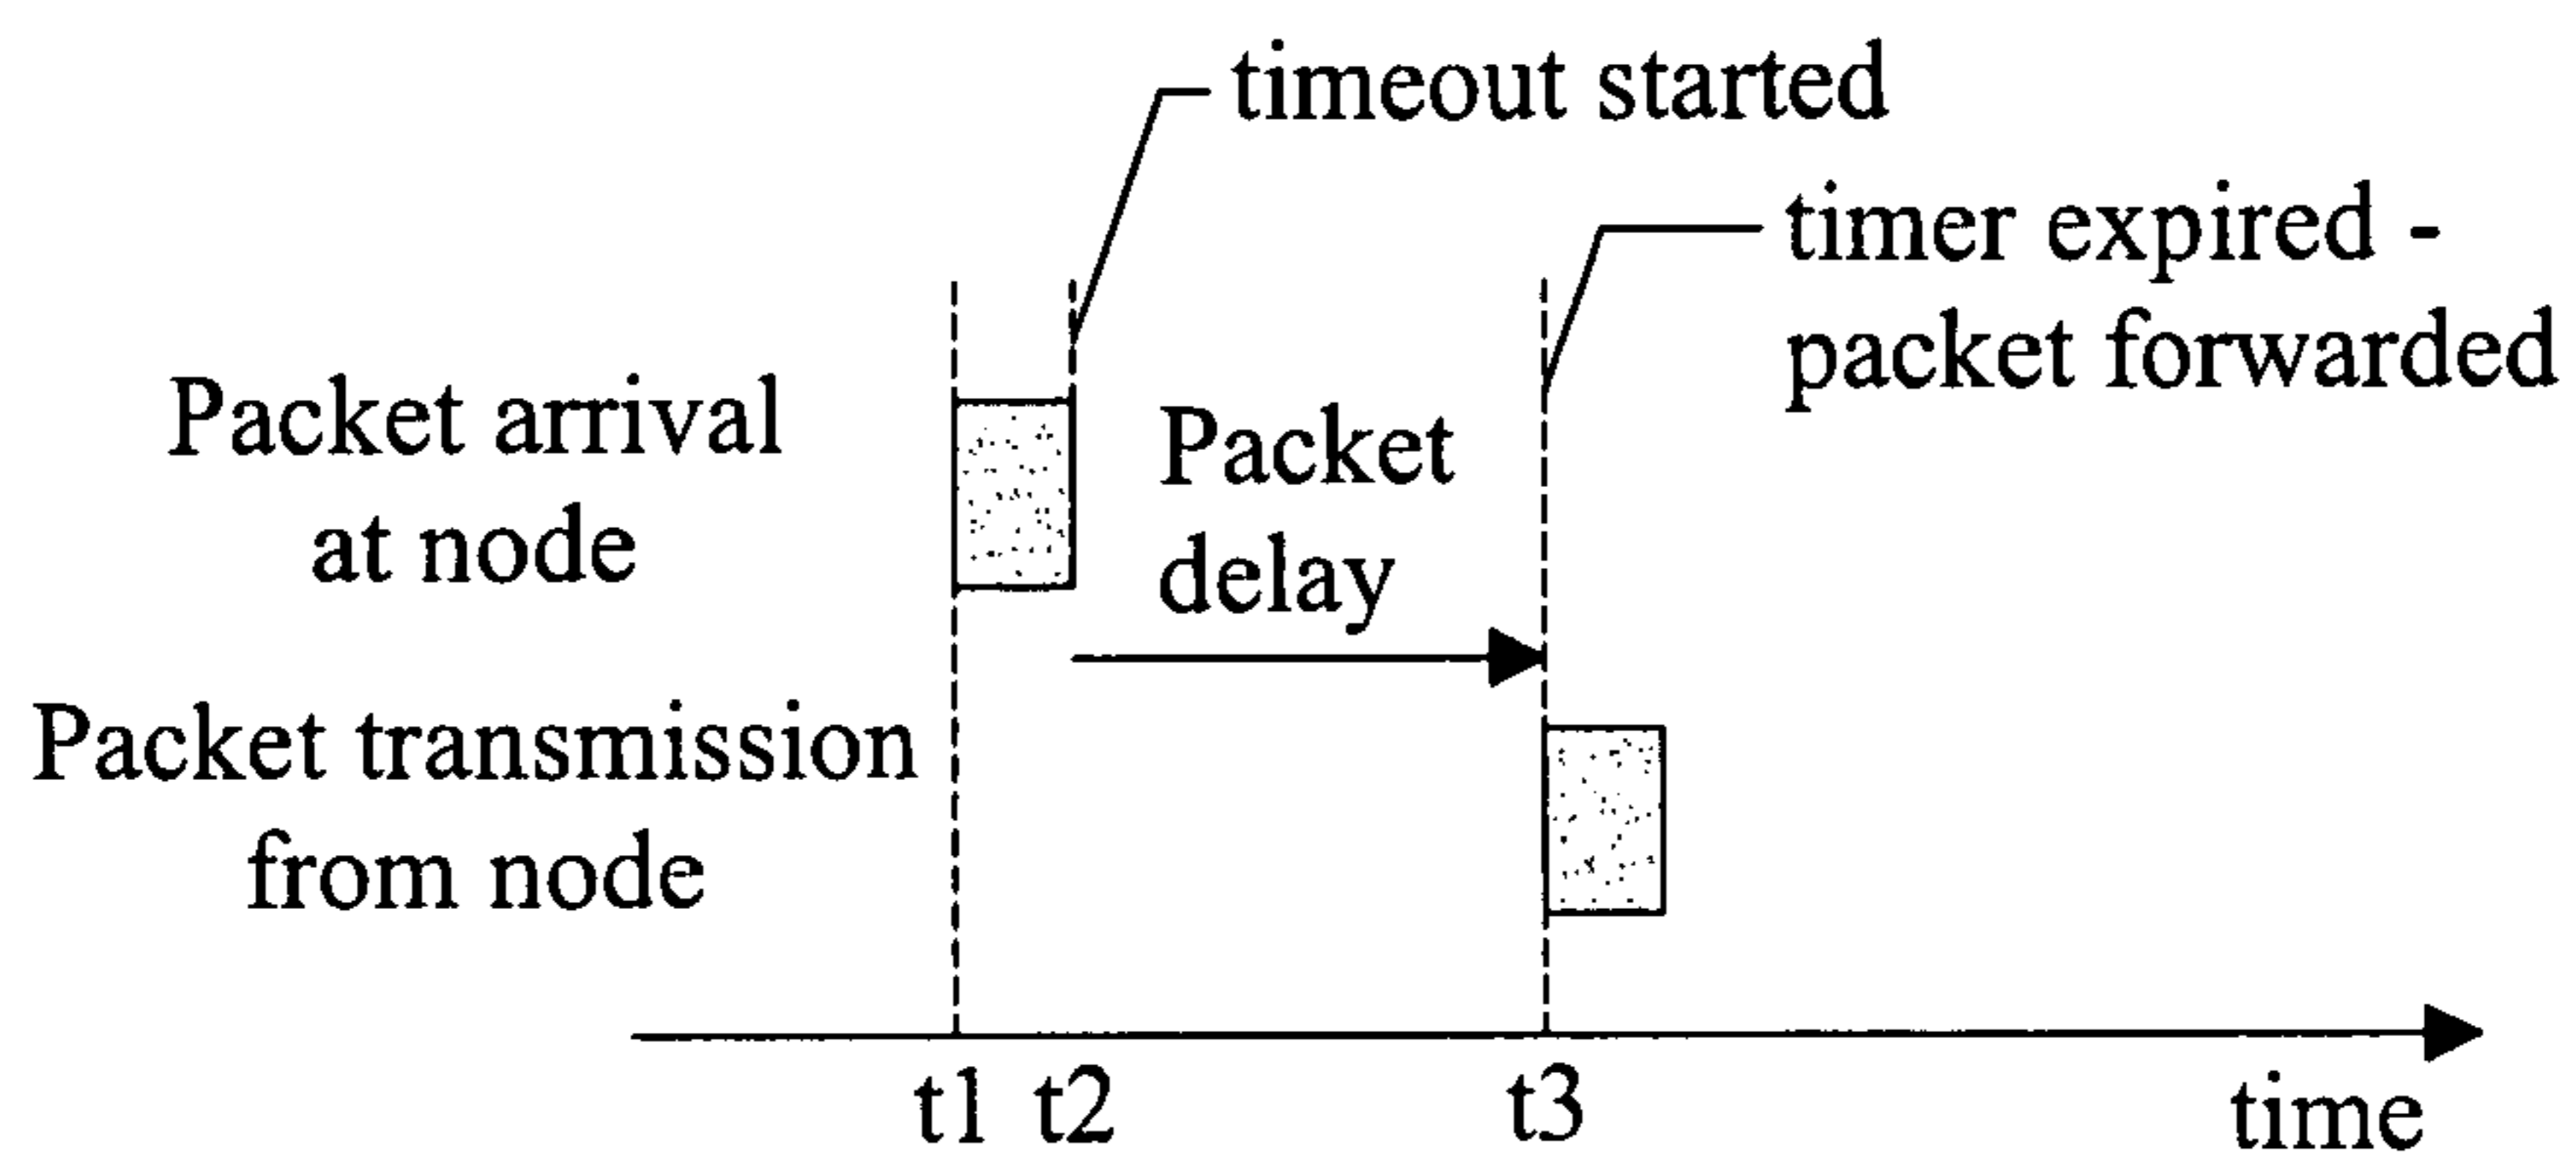 timeout started
timer expired -
packet forwarded
Packet arrival
at node
Packet
delay
Packet transmission
from node
t1 t2 t3
time